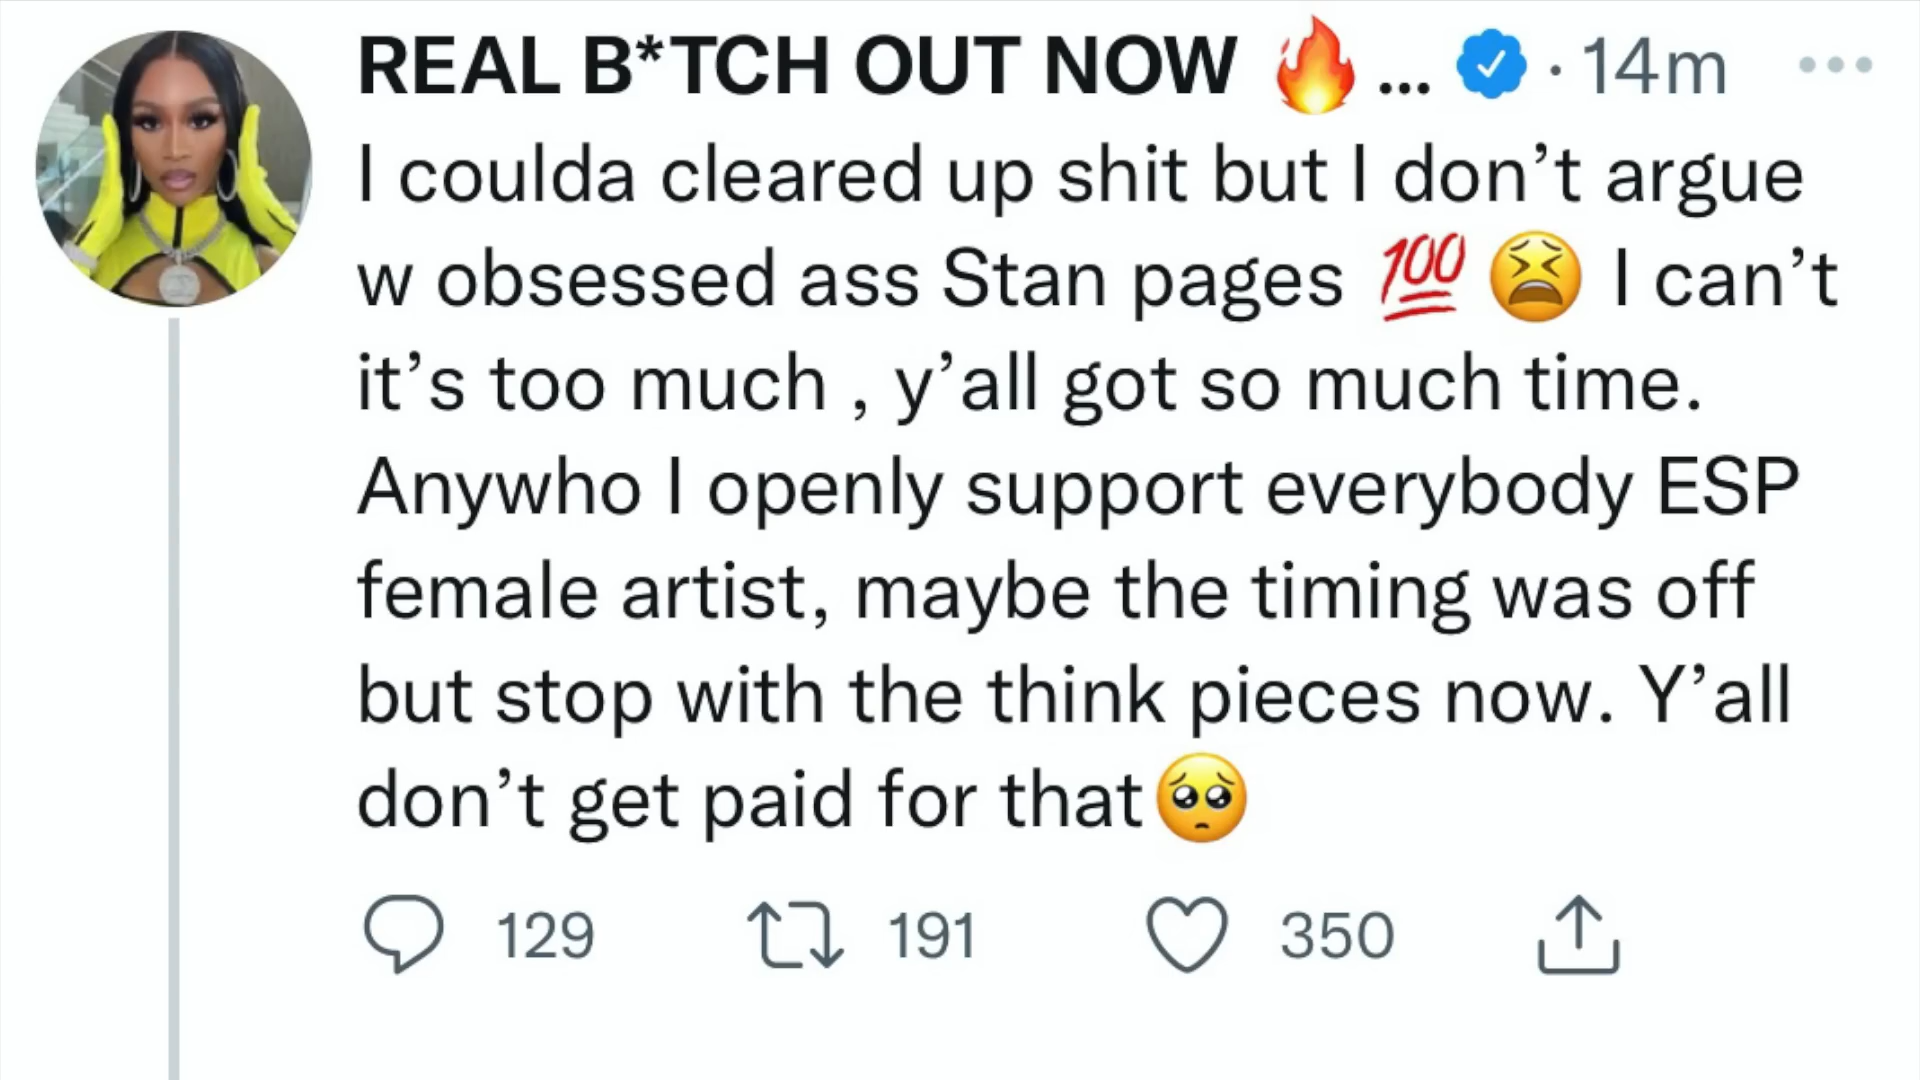 REAL B*TCH OUT NOW 🔥 ... · 14m
I coulda cleared up shit but I don’t argue
w obsessed ass Stan pages 💯😫 I can’t
it’s too much , y’all got so much time.
Anywho I openly support everybody ESP
female artist, maybe the timing was off
but stop with the think pieces now. Y’all
don’t get paid for that🥺
129 191 350